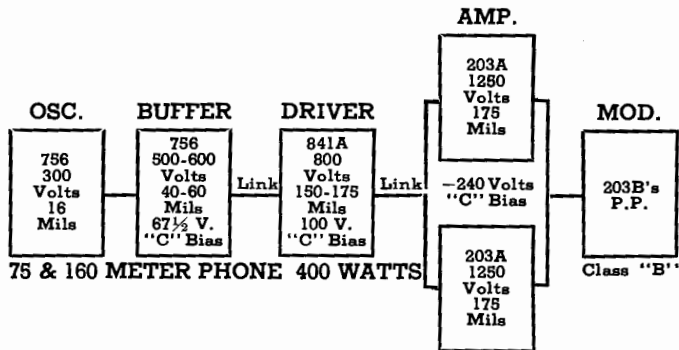 OSC.
756
300
Volts
16
Mils
BUFFER
756
500-600
Volts
40-60
Mils
67½ V.
"C" Bias
Link
DRIVER
841A
800
Volts
150-175
Mils
100 V.
"C" Bias
Link
AMP.
203A
1250
Volts
175
Mils
−240 Volts
"C" Bias
203A
1250
Volts
175
Mils
MOD.
203B's
P.P.
Class "B"
75 & 160 METER PHONE 400 WATTS